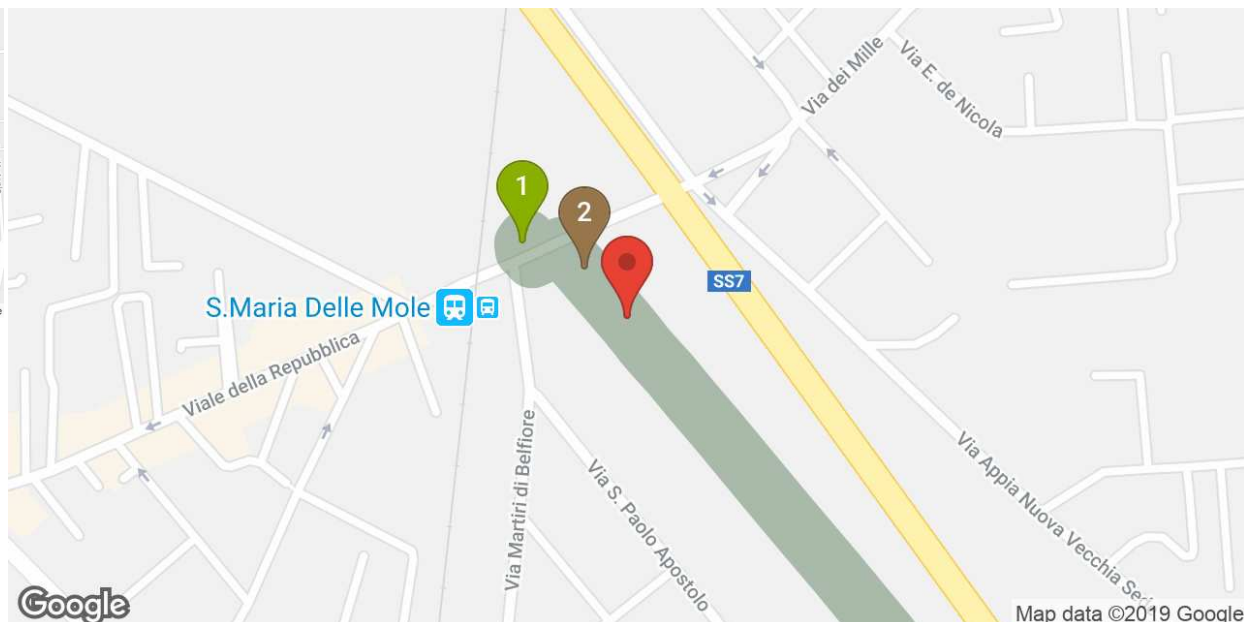 Via dei Mille
Via E. de Nicola
1
2
SS7
S.Maria Delle Mole
Viale della Repubblica
Via Martiri di Belfiore
Via S. Paolo Apostolo
Via Appia Nuova Vecchia Sed
Google
Map data ©2019 Google